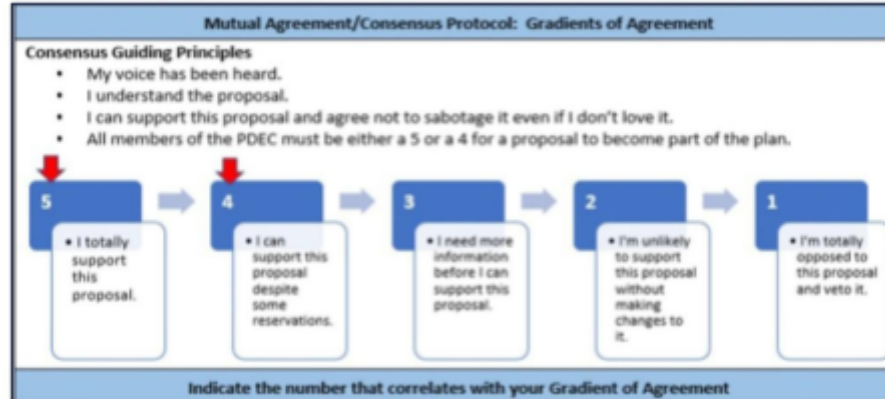 Mutual Agreement/Consensus Protocol: Gradients of Agreement
Consensus Guiding Principles
• My voice has been heard.
• I understand the proposal.
• I can support this proposal and agree not to sabotage it even if I don't love it.
• All members of the PDEC must be either a 5 or a 4 for a proposal to become part of the plan.
5
• I totally
support
this
proposal.
4
• I can
support this
proposal
despite
some
reservations.
3
• I need more
information
before I can
support this
proposal.
2
• I'm unlikely
to support
this proposal
without
making
changes to
it.
1
• I'm totally
opposed to
this proposal
and veto it.
Indicate the number that correlates with your Gradient of Agreement